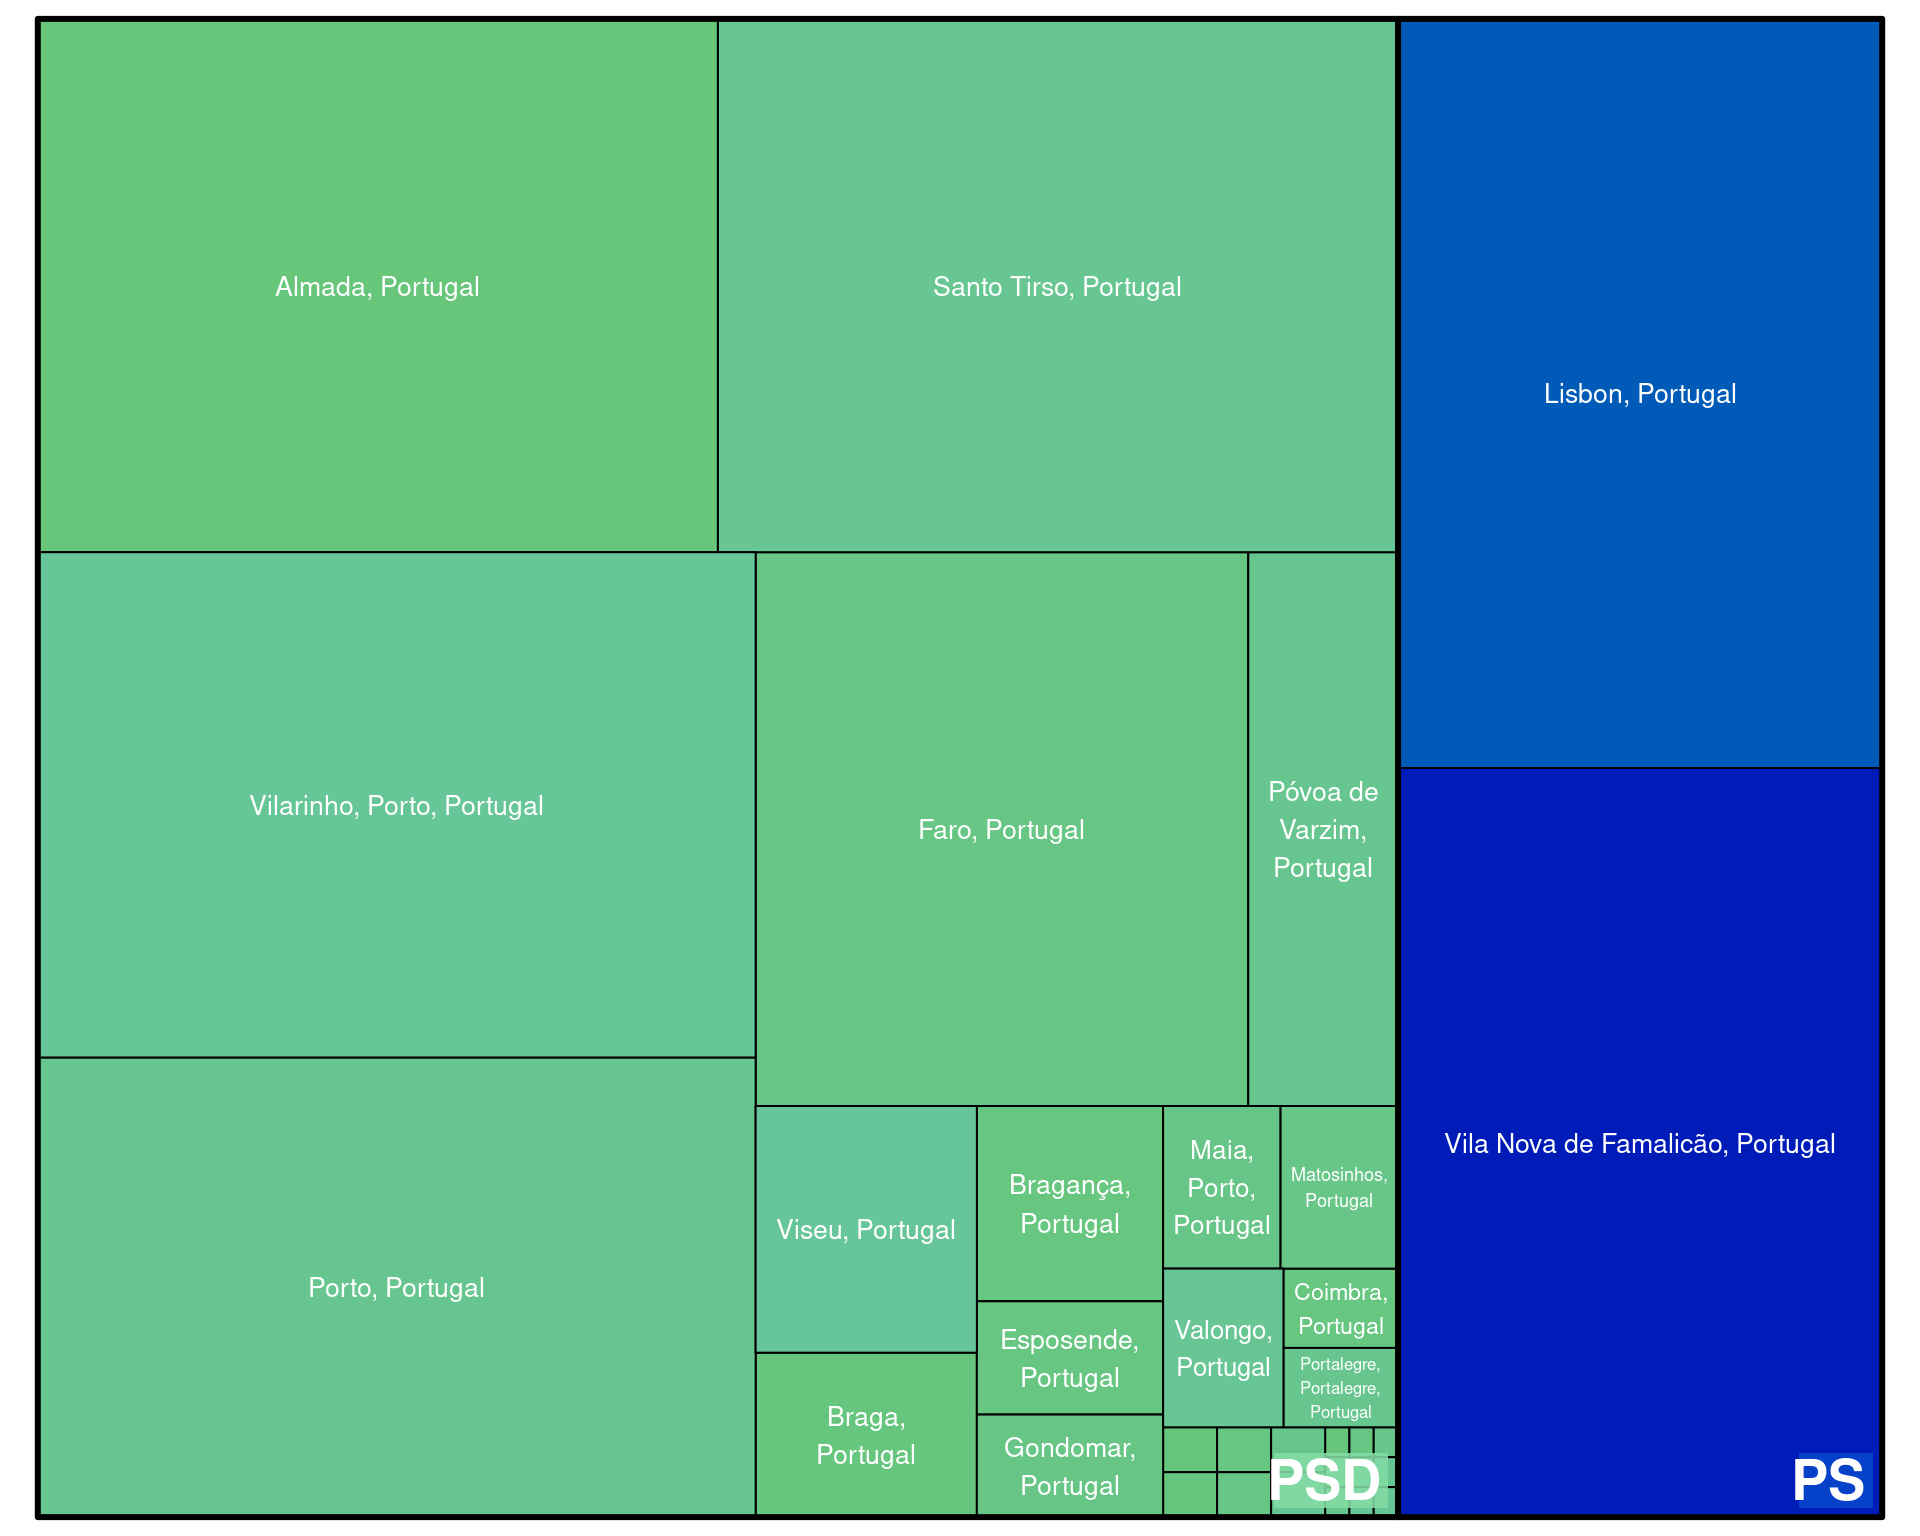 Almada, Portugal
Santo Tirso, Portugal
Lisbon, Portugal
Vilarinho, Porto, Portugal
Faro, Portugal
Póvoa de
Varzim,
Portugal
Vila Nova de Famalicão, Portugal
Porto, Portugal
Viseu, Portugal
Bragança,
Portugal
Maia,
Porto,
Portugal
Matosinhos,
Portugal
Esposende,
Portugal
Valongo,
Portugal
Coimbra,
Portugal
Portalegre,
Portalegre,
Portugal
Braga,
Portugal
Gondomar,
Portugal
PSD
PS